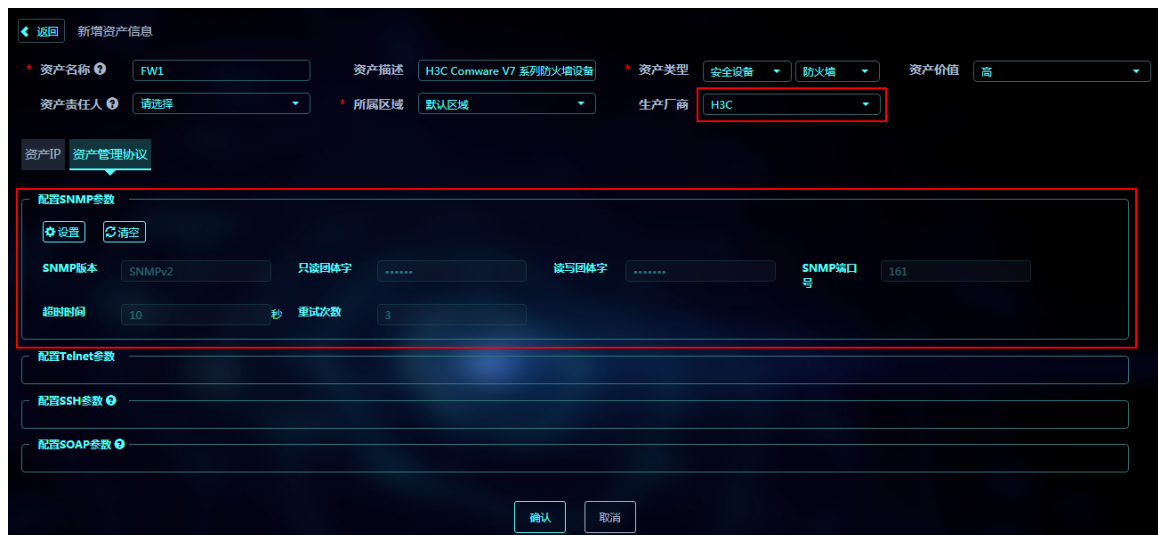 返回 新增资产信息
* 资产名称 FW1 资产描述 H3C Comware V7 系列防火墙设备 * 资产类型 安全设备 防火墙 资产价值 高
资产责任人 请选择 * 所属区域 默认区域 生产厂商 H3C
资产IP 资产管理协议
配置SNMP参数
设置 清空
SNMP版本 SNMPv2 只读团体字 •••••• 读写团体字 ••••••• SNMP端口
号 161
超时时间 10 秒 重试次数 3
配置Telnet参数
配置SSH参数
配置SOAP参数
确认 取消